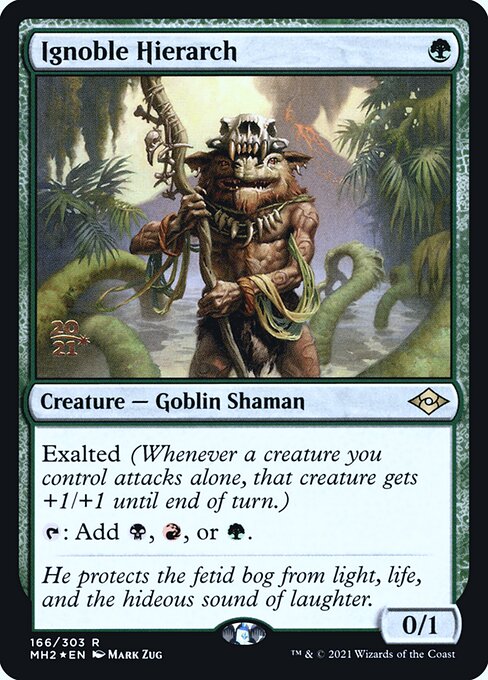 Ignoble Hierarch
20
21*
Creature — Goblin Shaman
Exalted (Whenever a creature you
control attacks alone, that creature gets
+1/+1 until end of turn.)
: Add , , or .
He protects the fetid bog from light, life,
and the hideous sound of laughter.
0/1
166/303 R
MH2 ★ EN Mark Zug
™ & © 2021 Wizards of the Coast